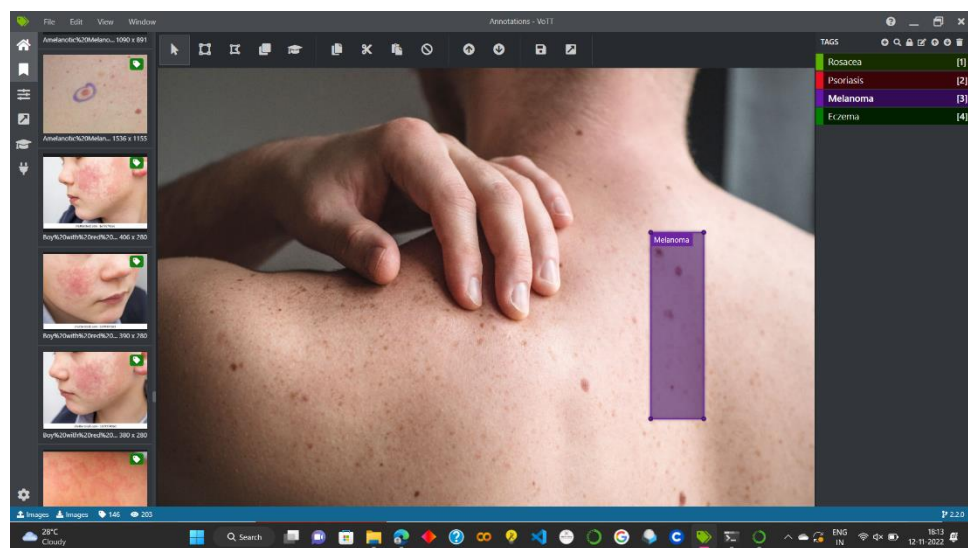 File Edit View Window
Annotations - VoTT
Amelanotic%20Melano... 1090 x 891
Amelanotic%20Melan... 1536 x 1155
Boy%20with%20red%20... 406 x 280
Boy%20with%20red%20... 390 x 280
Boy%20with%20red%20... 380 x 280
Melanoma
TAGS
Rosacea [1]
Psoriasis [2]
Melanoma [3]
Eczema [4]
Images Images 146 203
2.2.0
28°C
Cloudy
Search
ENG
IN
18:13
12-11-2022